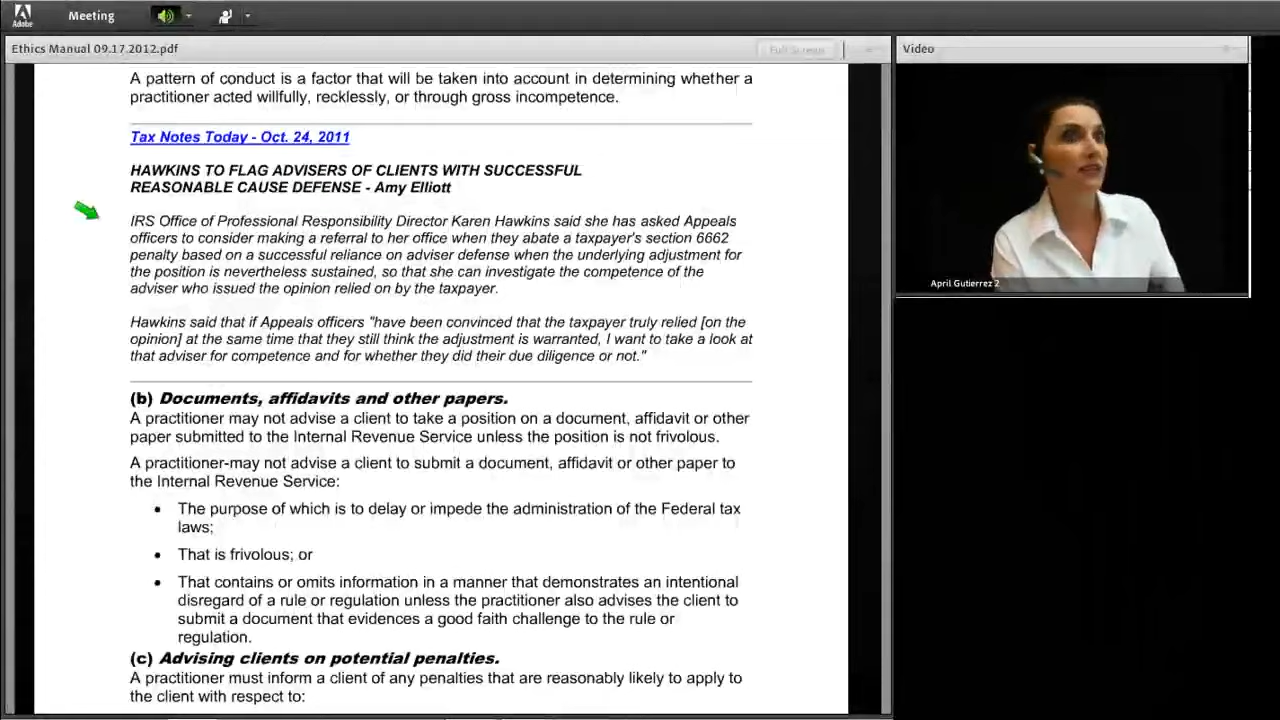 Adobe
Meeting
Ethics Manual 09.17.2012.pdf
Full Screen
Video
A pattern of conduct is a factor that will be taken into account in determining whether a
practitioner acted willfully, recklessly, or through gross incompetence.
Tax Notes Today - Oct. 24, 2011
HAWKINS TO FLAG ADVISERS OF CLIENTS WITH SUCCESSFUL
REASONABLE CAUSE DEFENSE - Amy Elliott
IRS Office of Professional Responsibility Director Karen Hawkins said she has asked Appeals
officers to consider making a referral to her office when they abate a taxpayer's section 6662
penalty based on a successful reliance on adviser defense when the underlying adjustment for
the position is nevertheless sustained, so that she can investigate the competence of the
adviser who issued the opinion relied on by the taxpayer.
Hawkins said that if Appeals officers "have been convinced that the taxpayer truly relied [on the
opinion] at the same time that they still think the adjustment is warranted, I want to take a look at
that adviser for competence and for whether they did their due diligence or not."
(b) Documents, affidavits and other papers.
A practitioner may not advise a client to take a position on a document, affidavit or other
paper submitted to the Internal Revenue Service unless the position is not frivolous.
A practitioner-may not advise a client to submit a document, affidavit or other paper to
the Internal Revenue Service:
• The purpose of which is to delay or impede the administration of the Federal tax
laws;
• That is frivolous; or
• That contains or omits information in a manner that demonstrates an intentional
disregard of a rule or regulation unless the practitioner also advises the client to
submit a document that evidences a good faith challenge to the rule or
regulation.
(c) Advising clients on potential penalties.
A practitioner must inform a client of any penalties that are reasonably likely to apply to
the client with respect to:
April Gutierrez 2